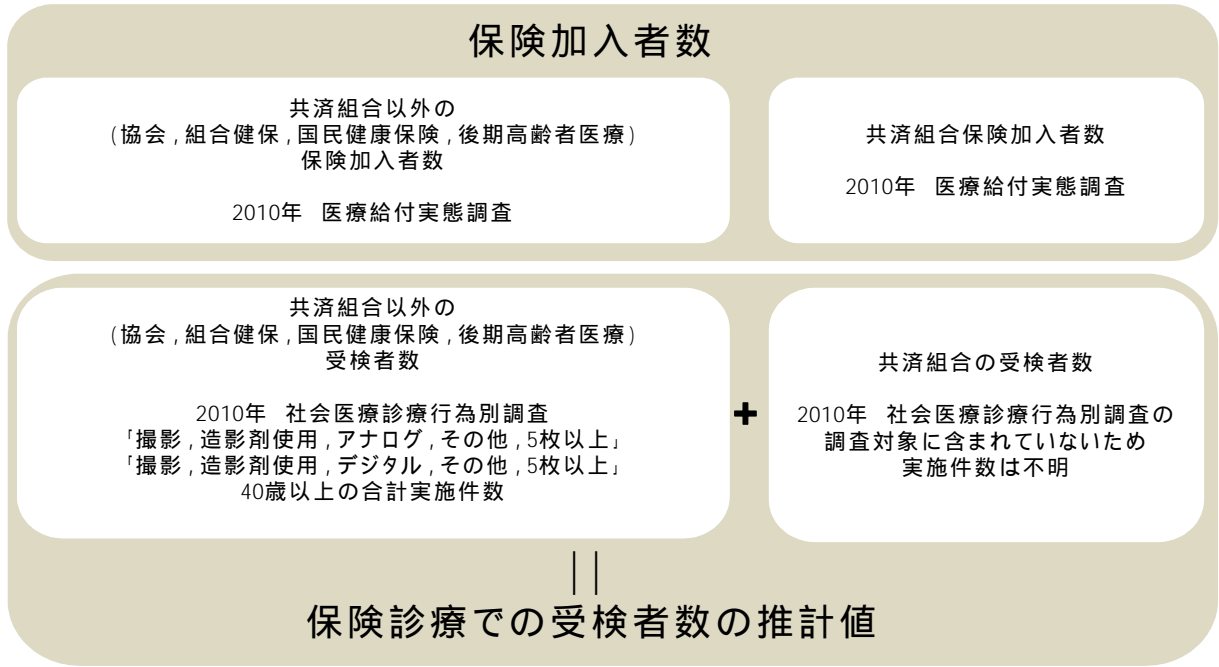 保険加入者数
共済組合以外の
(協会,組合健保,国民健康保険,後期高齢者医療)
保険加入者数
2010年 医療給付実態調査
共済組合保険加入者数
2010年 医療給付実態調査
共済組合以外の
(協会,組合健保,国民健康保険,後期高齢者医療)
受検者数
2010年 社会医療診療行為別調査
「撮影,造影剤使用,アナログ,その他,5枚以上」
「撮影,造影剤使用,デジタル,その他,5枚以上」
40歳以上の合計実施件数
+
共済組合の受検者数
2010年 社会医療診療行為別調査の
調査対象に含まれていないため
実施件数は不明
||
保険診療での受検者数の推計値